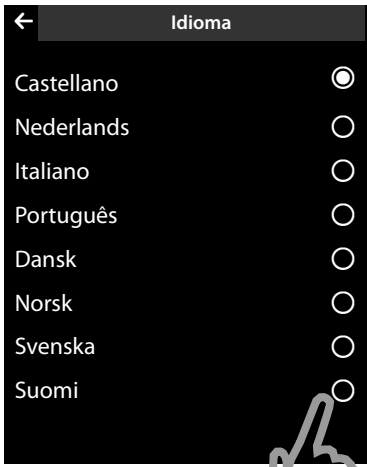 Idioma
Castellano
Nederlands
Italiano
Português
Dansk
Norsk
Svenska
Suomi